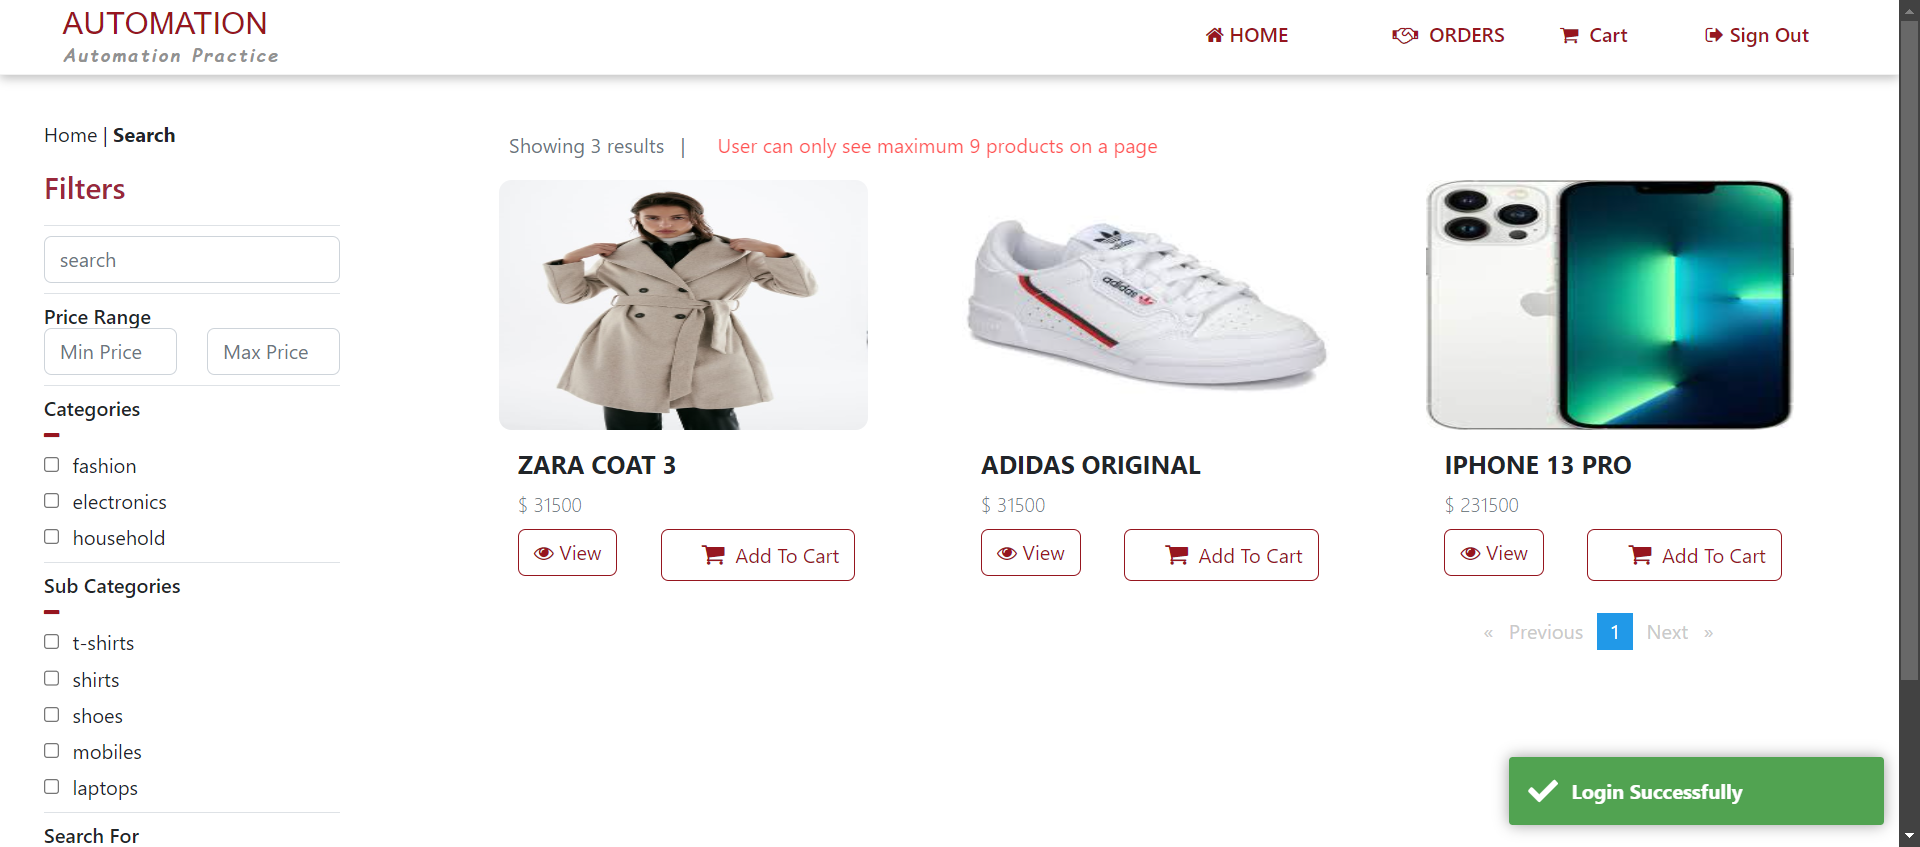 AUTOMATION
Automation Practice
HOME
ORDERS
Cart
Sign Out
Home | Search
Filters
search
Price Range
Min Price
Max Price
Categories
fashion
electronics
household
Sub Categories
t-shirts
shirts
shoes
mobiles
laptops
Search For
Showing 3 results |
User can only see maximum 9 products on a page
adidas
adidas
ZARA COAT 3
$ 31500
View
Add To Cart
ADIDAS ORIGINAL
$ 31500
View
Add To Cart
IPHONE 13 PRO
$ 231500
View
Add To Cart
« Previous 1 Next »
Login Successfully